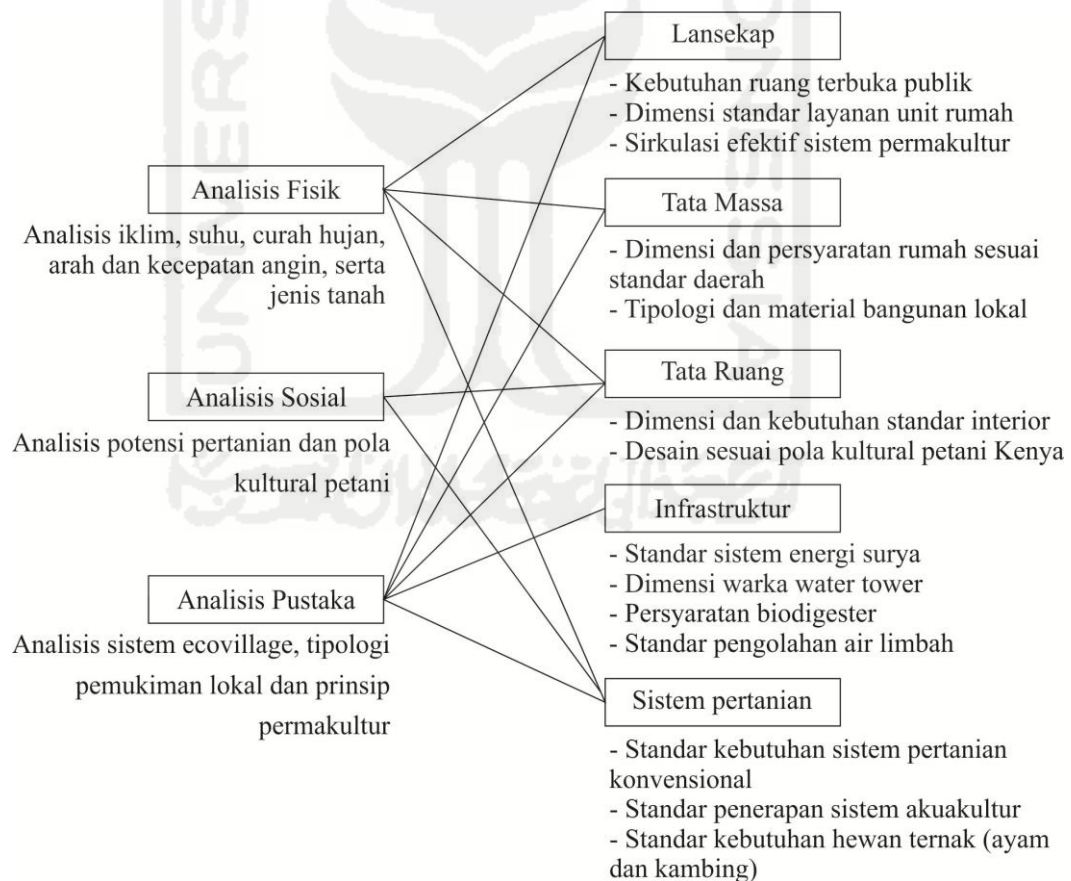 Analisis Fisik
Analisis iklim, suhu, curah hujan,
arah dan kecepatan angin, serta
jenis tanah
Analisis Sosial
Analisis potensi pertanian dan pola
kultural petani
Analisis Pustaka
Analisis sistem ecovillage, tipologi
pemukiman lokal dan prinsip
permakultur
Lansekap
- Kebutuhan ruang terbuka publik
- Dimensi standar layanan unit rumah
- Sirkulasi efektif sistem permakultur
Tata Massa
- Dimensi dan persyaratan rumah sesuai
standar daerah
- Tipologi dan material bangunan lokal
Tata Ruang
- Dimensi dan kebutuhan standar interior
- Desain sesuai pola kultural petani Kenya
Infrastruktur
- Standar sistem energi surya
- Dimensi warka water tower
- Persyaratan biodigester
- Standar pengolahan air limbah
Sistem pertanian
- Standar kebutuhan sistem pertanian
konvensional
- Standar penerapan sistem akuakultur
- Standar kebutuhan hewan ternak (ayam
dan kambing)